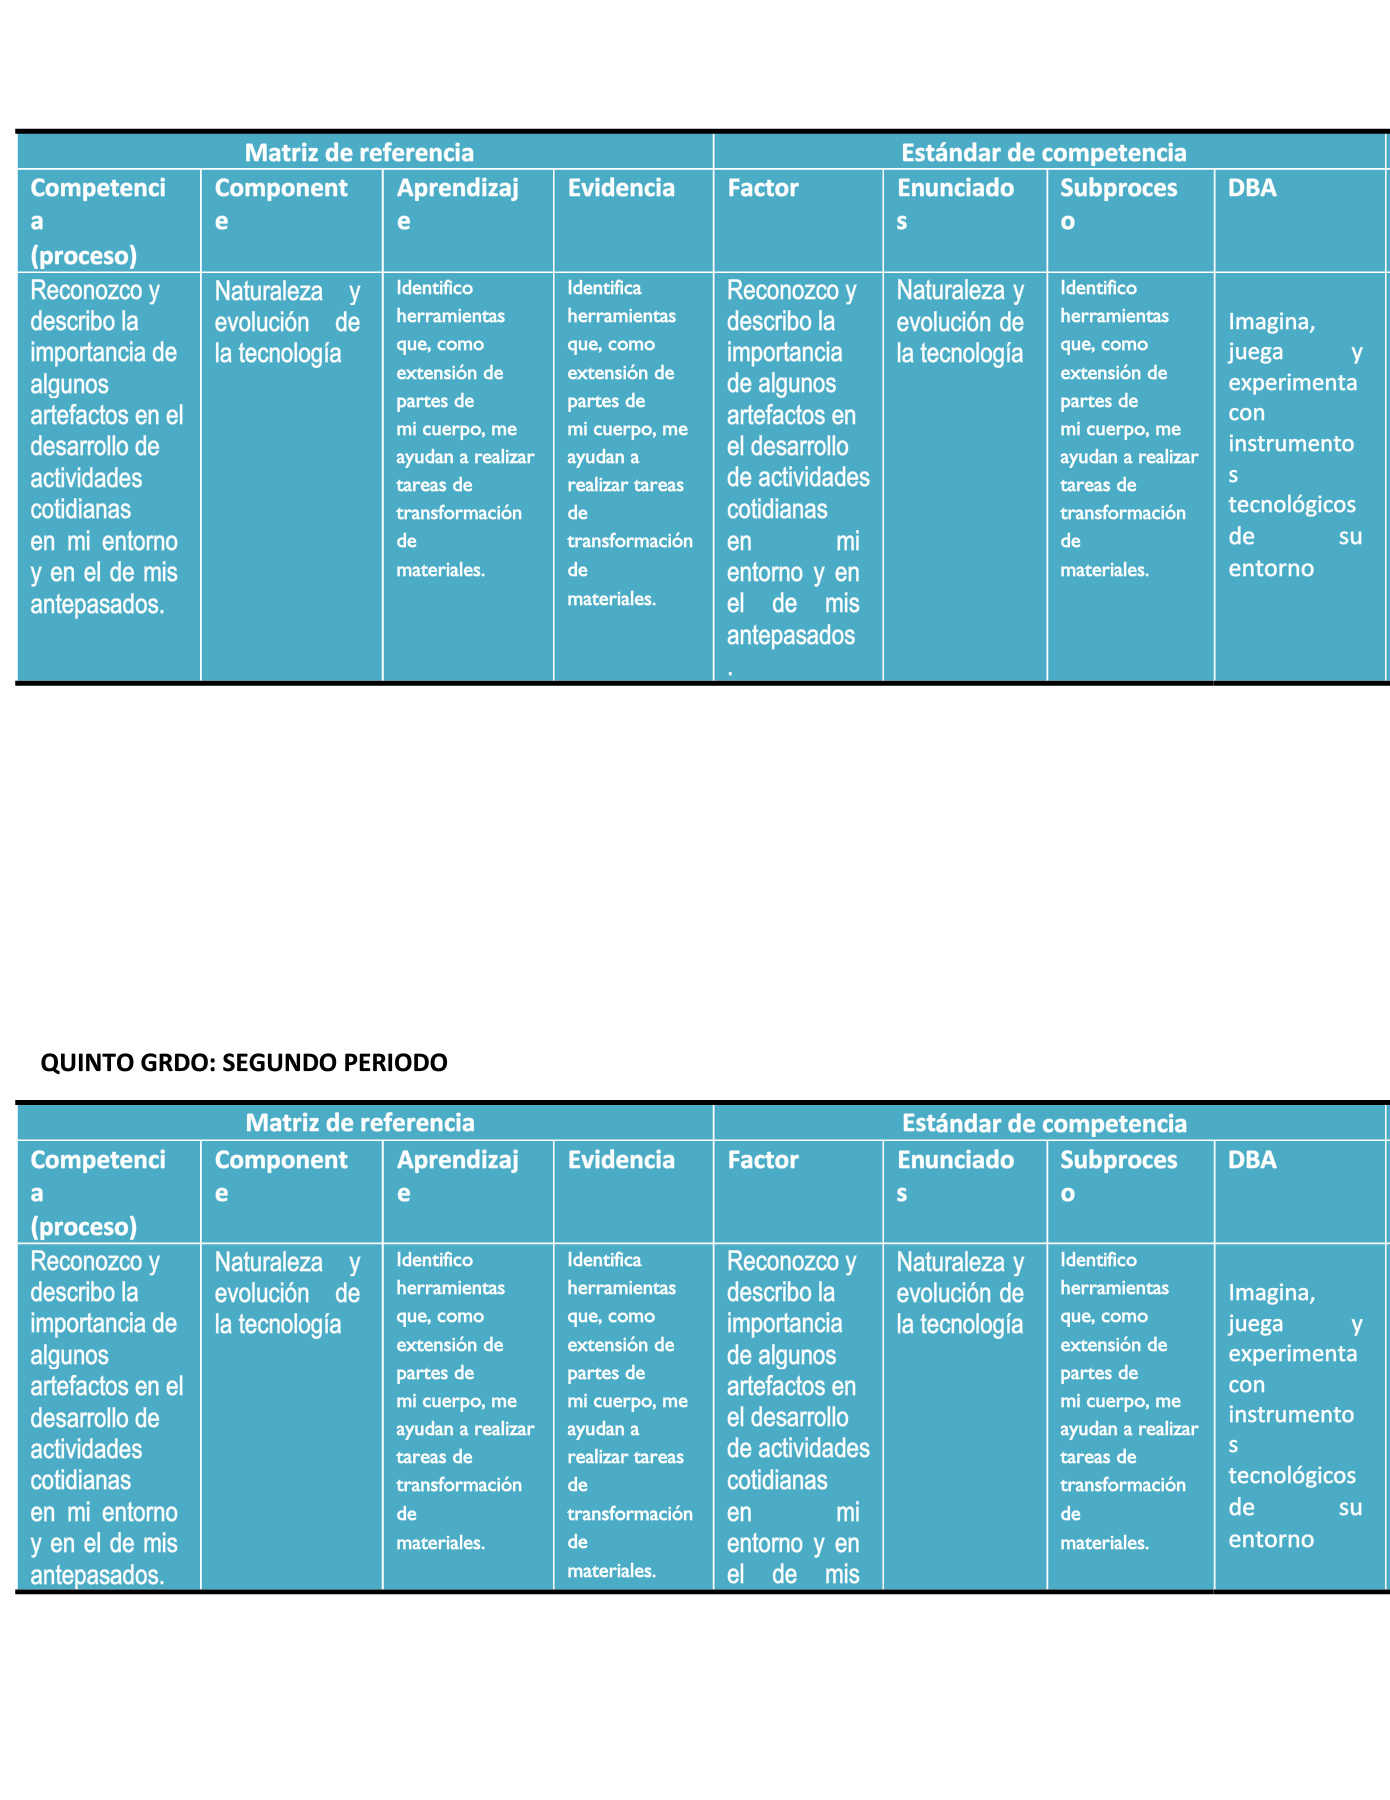 Matriz de referencia
Estándar de competencia
Competenci
a
(proceso)
Component
e
Aprendizaj
e
Evidencia
Factor
Enunciado
s
Subproces
o
DBA
Reconozco y
describo la
importancia de
algunos
artefactos en el
desarrollo de
actividades
cotidianas
en mi entorno
y en el de mis
antepasados.
Naturaleza y
evolución de
la tecnología
Identifico
herramientas
que, como
extensión de
partes de
mi cuerpo, me
ayudan a realizar
tareas de
transformación
de
materiales.
Identifica
herramientas
que, como
extensión de
partes de
mi cuerpo, me
ayudan a
realizar tareas
de
transformación
de
materiales.
Reconozco y
describo la
importancia
de algunos
artefactos en
el desarrollo
de actividades
cotidianas
en mi
entorno y en
el de mis
antepasados
.
Naturaleza y
evolución de
la tecnología
Identifico
herramientas
que, como
extensión de
partes de
mi cuerpo, me
ayudan a realizar
tareas de
transformación
de
materiales.
Imagina,
juega y
experimenta
con
instrumento
s
tecnológicos
de su
entorno
QUINTO GRDO: SEGUNDO PERIODO
Matriz de referencia
Estándar de competencia
Competenci
a
(proceso)
Component
e
Aprendizaj
e
Evidencia
Factor
Enunciado
s
Subproces
o
DBA
Reconozco y
describo la
importancia de
algunos
artefactos en el
desarrollo de
actividades
cotidianas
en mi entorno
y en el de mis
antepasados.
Naturaleza y
evolución de
la tecnología
Identifico
herramientas
que, como
extensión de
partes de
mi cuerpo, me
ayudan a realizar
tareas de
transformación
de
materiales.
Identifica
herramientas
que, como
extensión de
partes de
mi cuerpo, me
ayudan a
realizar tareas
de
transformación
de
materiales.
Reconozco y
describo la
importancia
de algunos
artefactos en
el desarrollo
de actividades
cotidianas
en mi
entorno y en
el de mis
Naturaleza y
evolución de
la tecnología
Identifico
herramientas
que, como
extensión de
partes de
mi cuerpo, me
ayudan a realizar
tareas de
transformación
de
materiales.
Imagina,
juega y
experimenta
con
instrumento
s
tecnológicos
de su
entorno